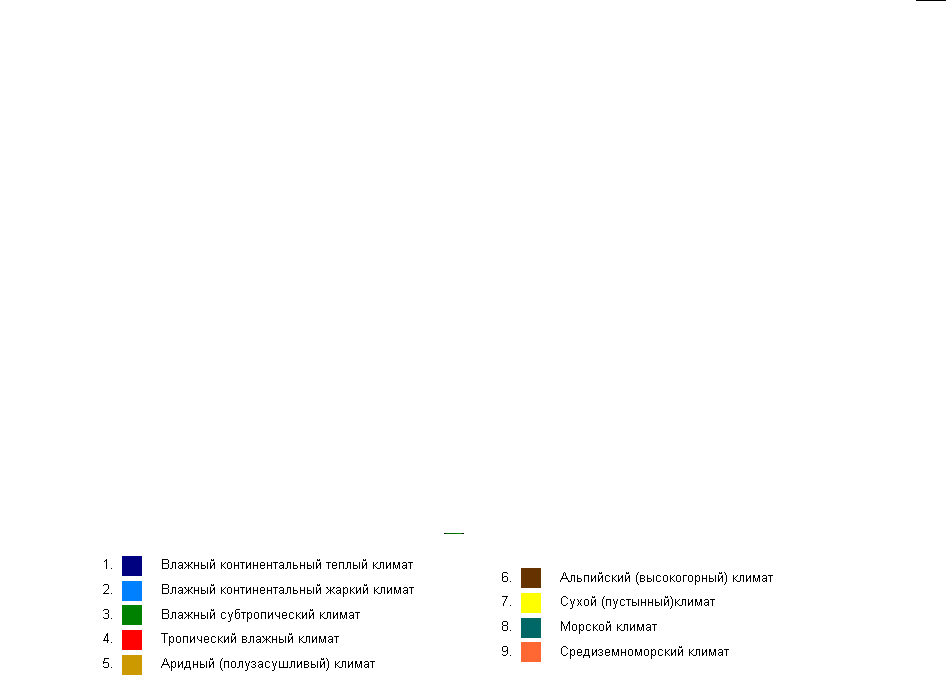 1. Влажный континентальный теплый климат
2. Влажный континентальный жаркий климат
3. Влажный субтропический климат
4. Тропический влажный климат
5. Аридный (полузасушливый) климат
6. Альпийский (высокогорный) климат
7. Сухой (пустынный)климат
8. Морской климат
9. Средиземноморский климат